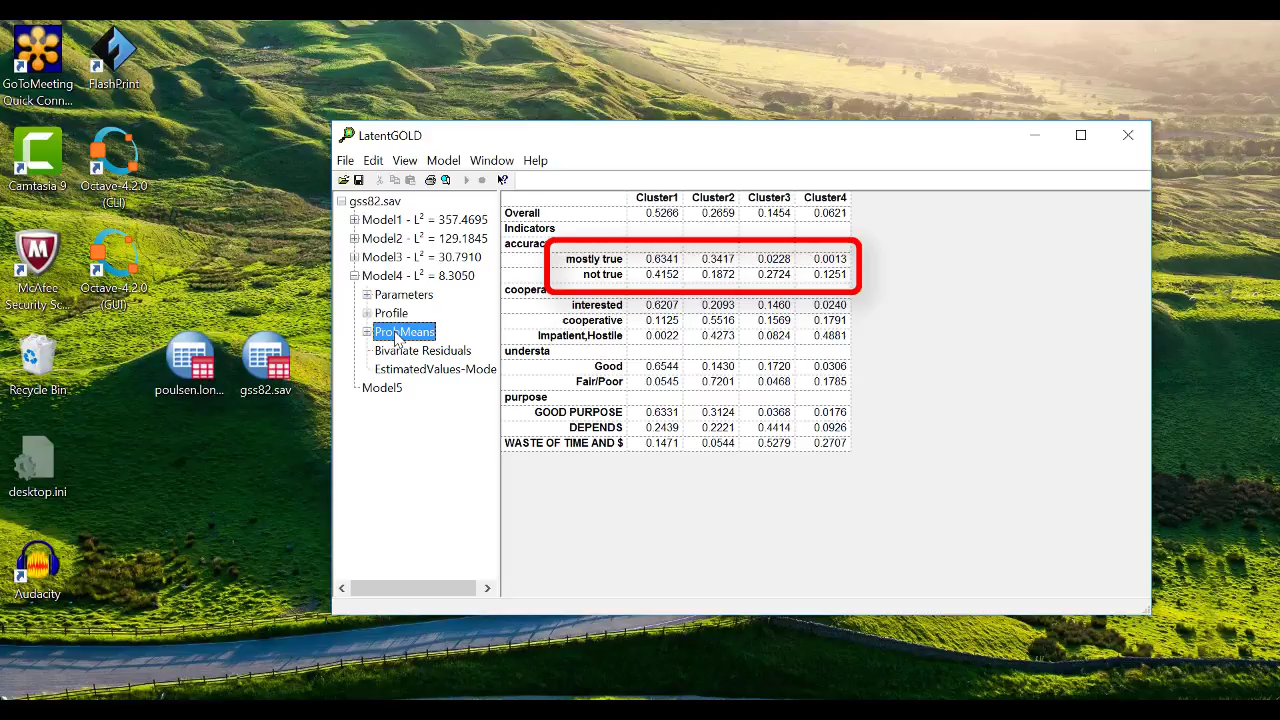 GoToMeeting
Quick Conn...
FlashPrint
Camtasia 9
Octave-4.2.0
(CLI)
McAfee
Security Sc...
Octave-4.2.0
(GUI)
Recycle Bin
poulsen.lon...
gss82.sav
desktop.ini
Audacity
LatentGOLD
File Edit View Model Window Help
gss82.sav
Model1 - L² = 357.4695
Model2 - L² = 129.1845
Model3 - L² = 30.7910
Model4 - L² = 8.3050
Parameters
Profile
ProbMeans
Bivariate Residuals
EstimatedValues-Mode
Model5
Cluster1 Cluster2 Cluster3 Cluster4
Overall 0.5266 0.2659 0.1454 0.0621
Indicators
accurac
mostly true 0.6341 0.3417 0.0228 0.0013
not true 0.4152 0.1872 0.2724 0.1251
coopera
interested 0.6207 0.2093 0.1460 0.0240
cooperative 0.1125 0.5516 0.1569 0.1791
Impatient,Hostile 0.0022 0.4273 0.0824 0.4881
understa
Good 0.6544 0.1430 0.1720 0.0306
Fair/Poor 0.0545 0.7201 0.0468 0.1785
purpose
GOOD PURPOSE 0.6331 0.3124 0.0368 0.0176
DEPENDS 0.2439 0.2221 0.4414 0.0926
WASTE OF TIME AND $ 0.1471 0.0544 0.5279 0.2707